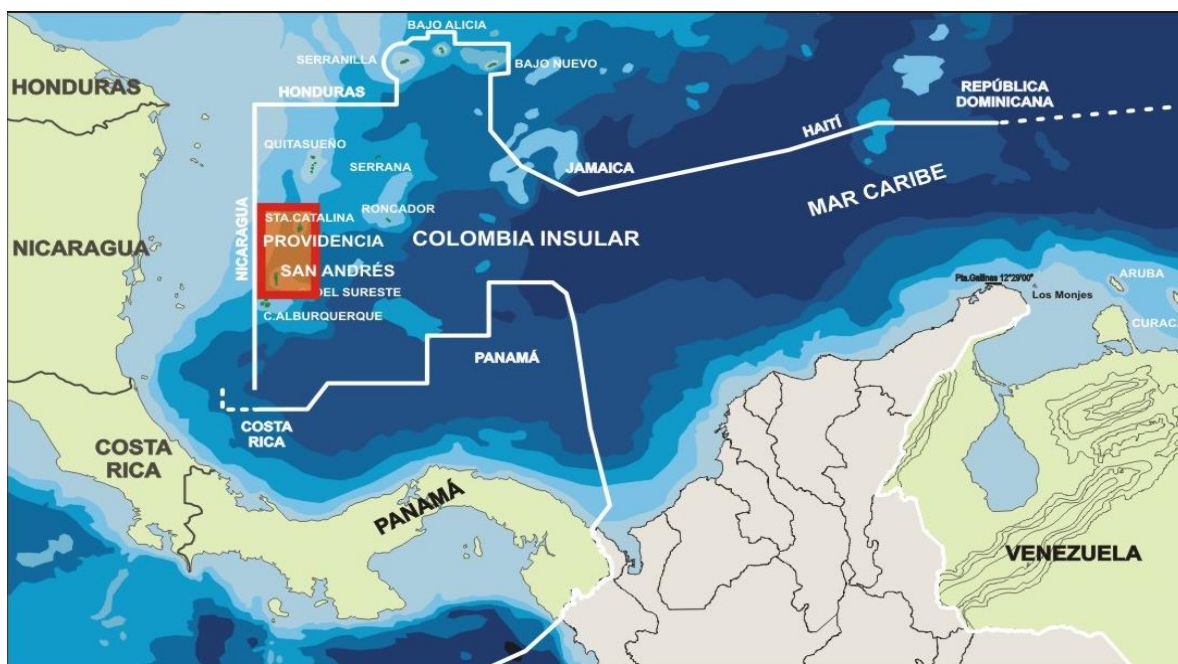 BAJO ALICIA
SERRANILLA
BAJO NUEVO
HONDURAS
HONDURAS
REPÚBLICA
DOMINICANA
HAITÍ
QUITASUEÑO
SERRANA
JAMAICA
MAR CARIBE
NICARAGUA
NICARAGUA
STA.CATALINA
RONCADOR
PROVIDENCIA
COLOMBIA INSULAR
SAN ANDRÉS
DEL SURESTE
C.ALBURQUERQUE
Pta.Gallinas 12°29'00"
Los Monjes
ARUBA
CURAC
PANAMÁ
COSTA
RICA
COSTA
RICA
PANAMÁ
VENEZUELA